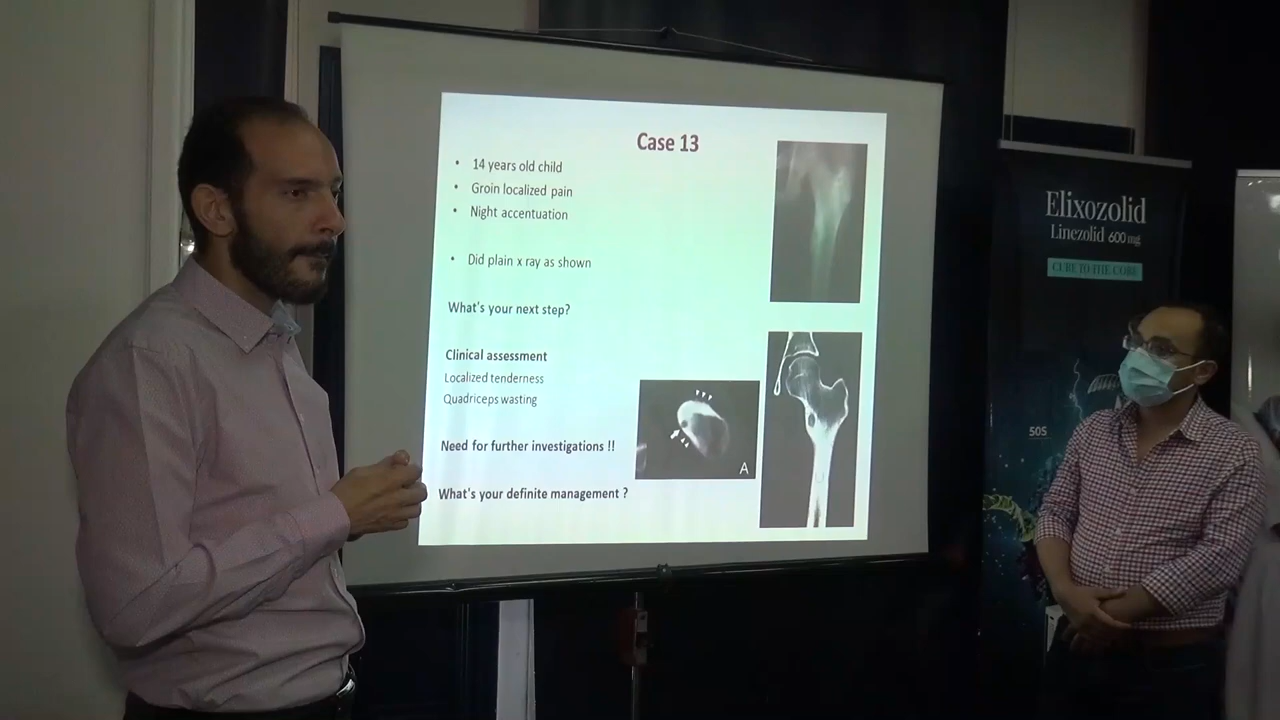 Case 13
• 14 years old child
• Groin localized pain
• Night accentuation
• Did plain x ray as shown
What's your next step?
Clinical assessment
Localized tenderness
Quadriceps wasting
Need for further investigations !!
What's your definite management ?
A
Elixozolid
Linezolid 600 mg
CURE TO THE CORE
SOS